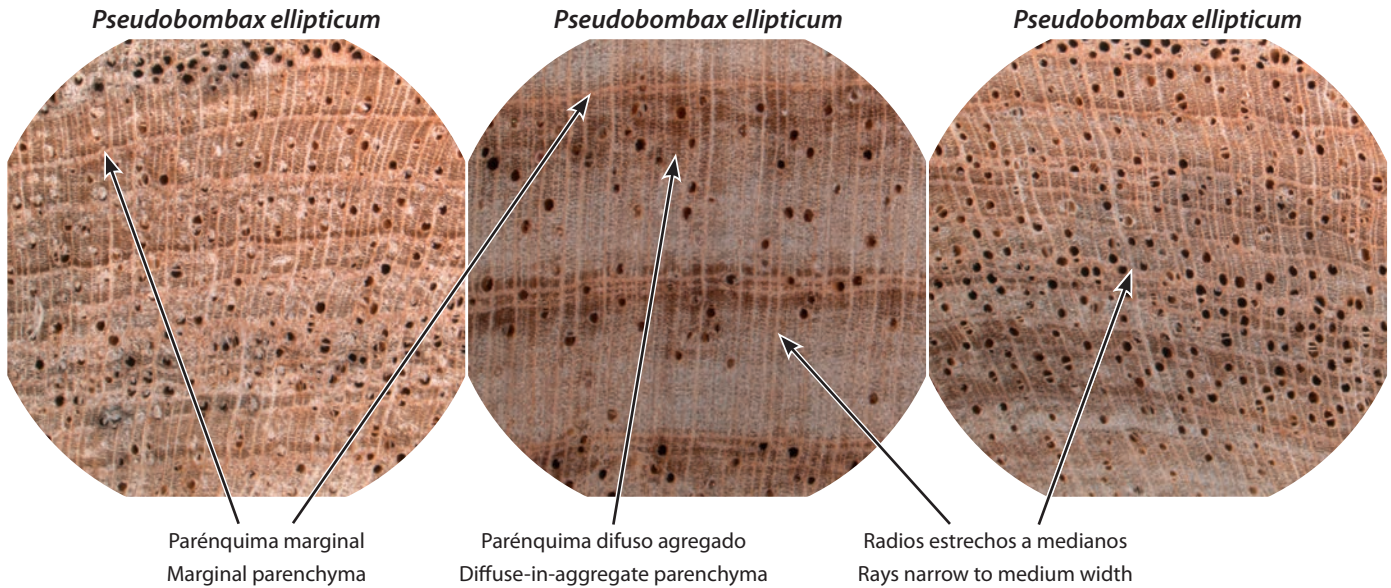 Pseudobombax ellipticum
Pseudobombax ellipticum
Pseudobombax ellipticum
Parénquima marginal
Marginal parenchyma
Parénquima difuso agregado
Diffuse-in-aggregate parenchyma
Radios estrechos a medianos
Rays narrow to medium width